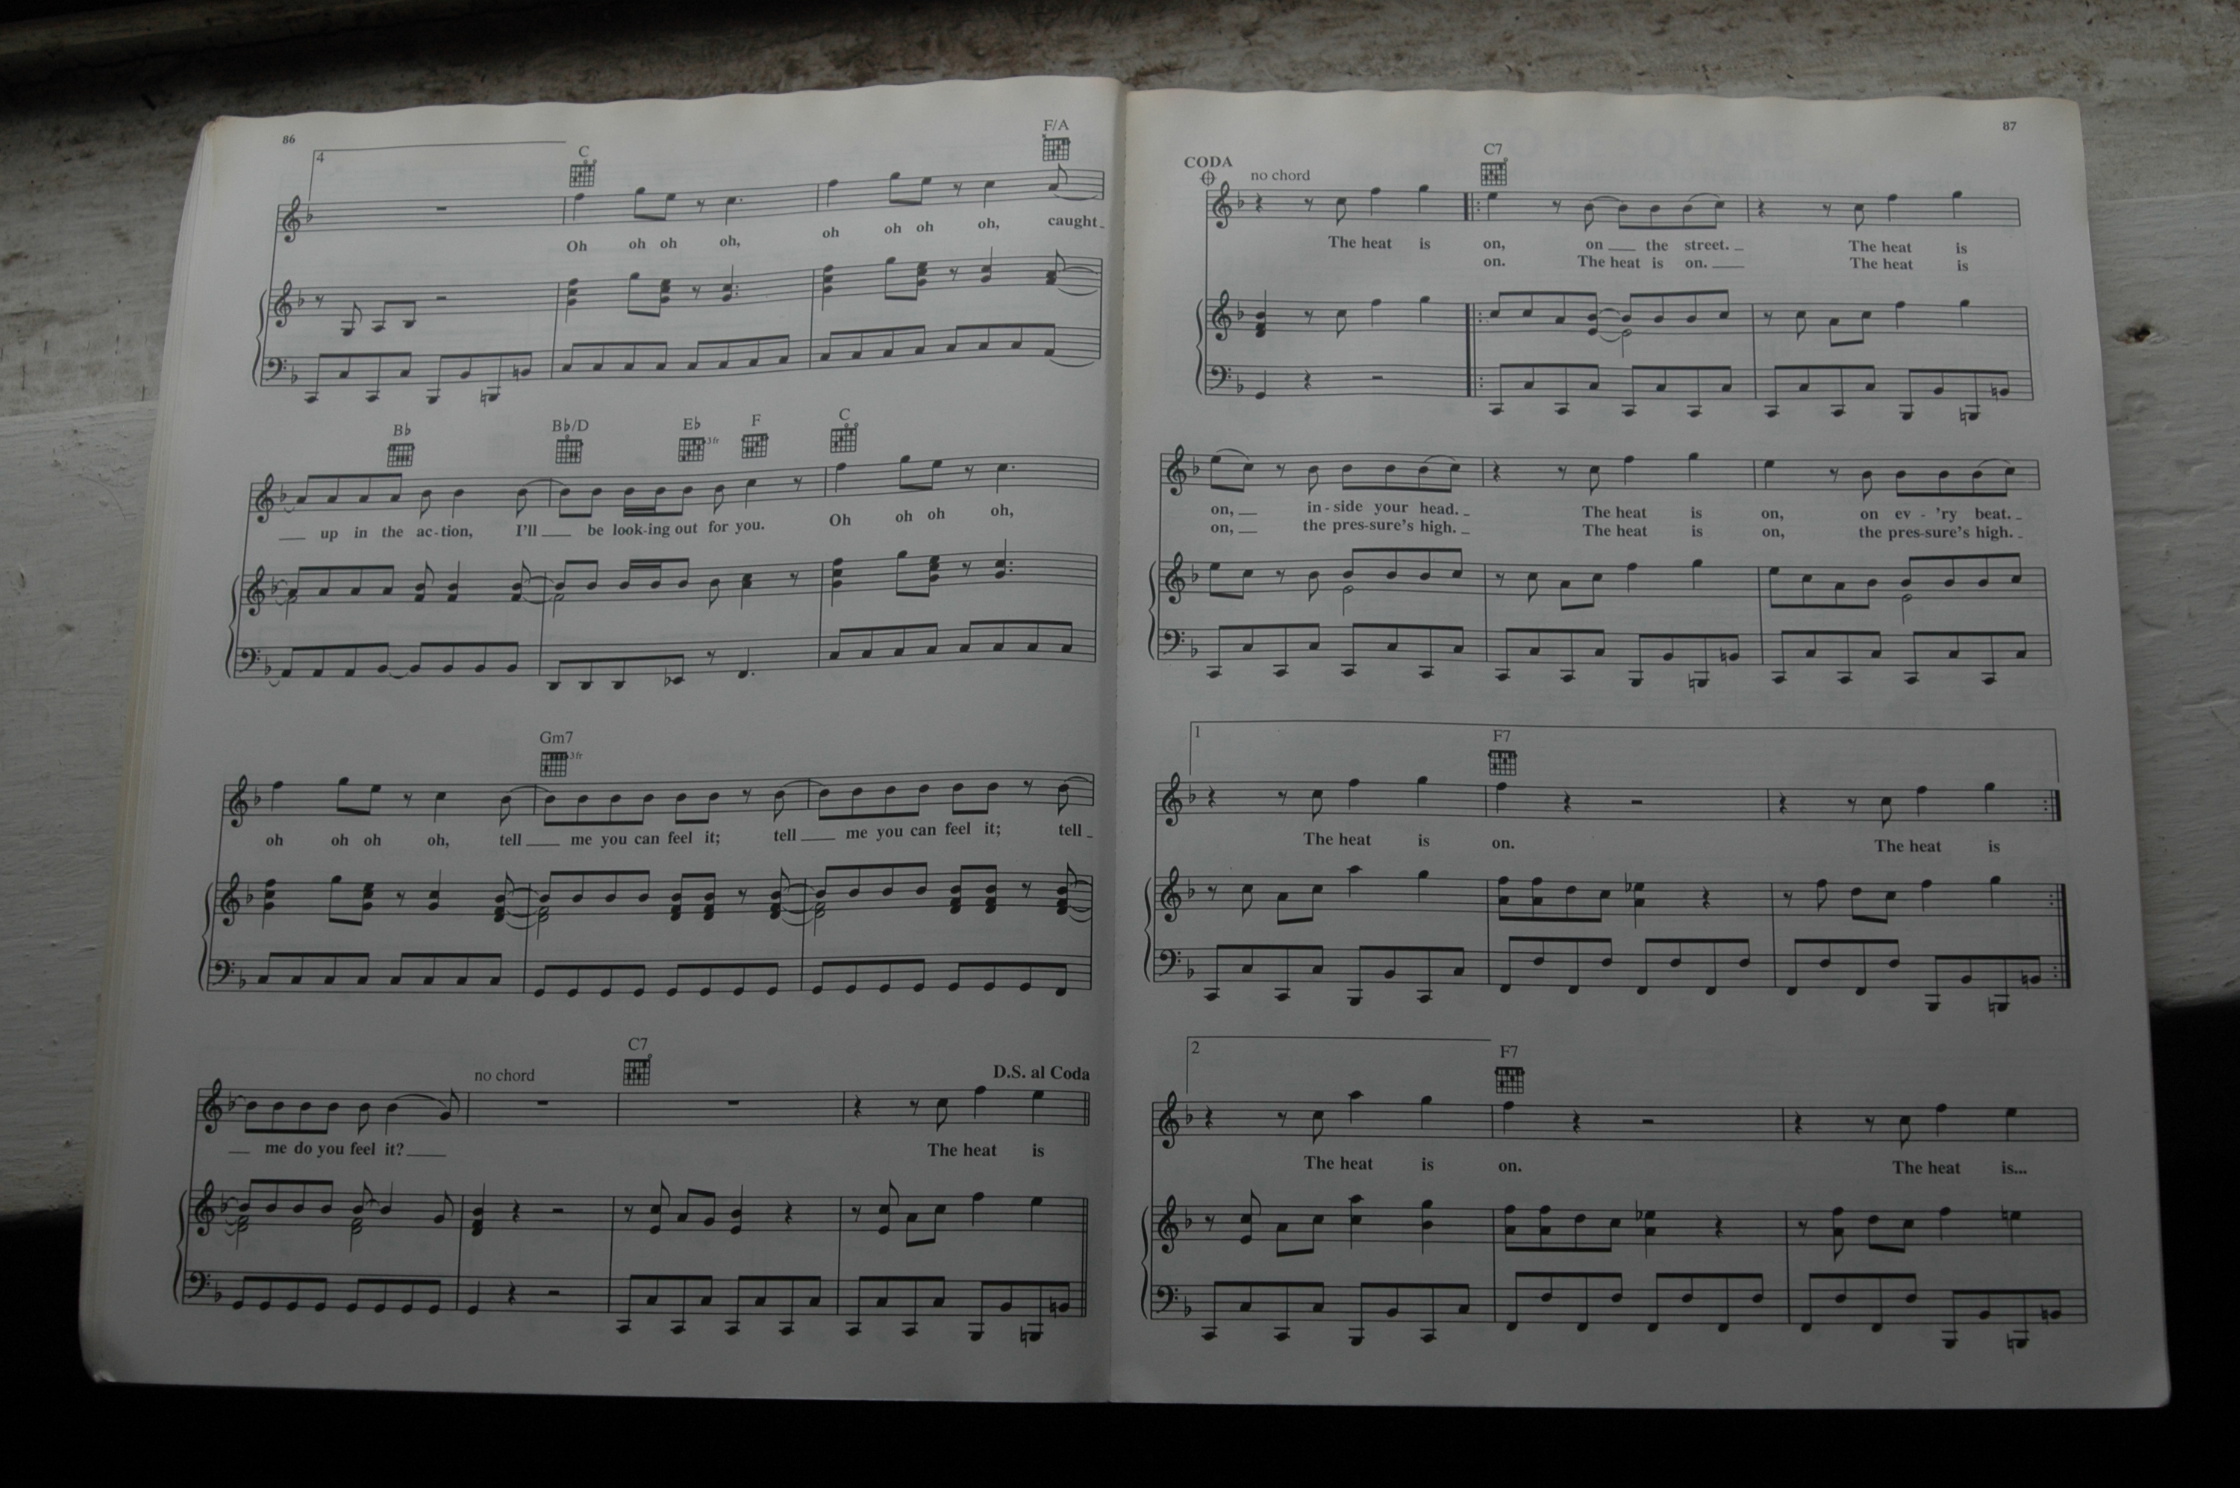 86
4
C
F/A
Oh oh oh oh, oh oh oh oh, caught
B♭ B♭/D E♭ 3fr F C
up in the ac-tion, I'll be look-ing out for you. Oh oh oh oh,
Gm7
3fr
oh oh oh oh, tell me you can feel it; tell me you can feel it; tell
no chord C7 D.S. al Coda
me do you feel it? The heat is
87
CODA
no chord C7
The heat is on, on the street. The heat is
on. The heat is on. The heat is
on, in-side your head. The heat is on, on ev-'ry beat.
on, the pres-sure's high. The heat is on, the pres-sure's high.
1
F7
The heat is on. The heat is
2
F7
The heat is on. The heat is...